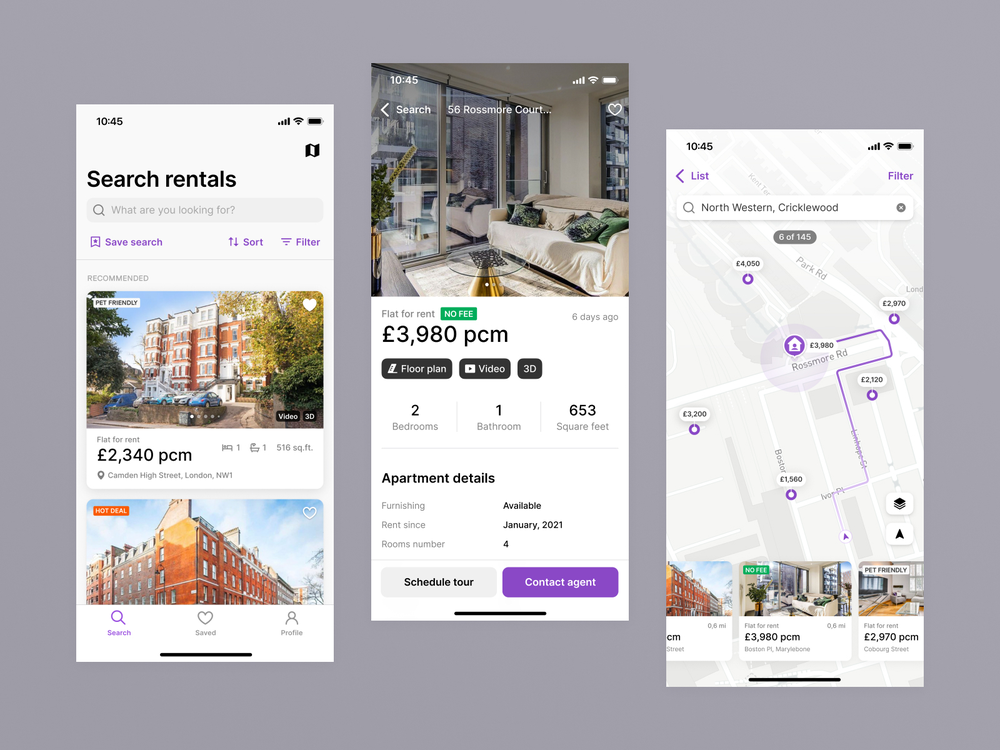 10:45
Search rentals
What are you looking for?
Save search
Sort
Filter
RECOMMENDED
PET FRIENDLY
Video 3D
Flat for rent
£2,340 pcm
1 1 516 sq.ft.
Camden High Street, London, NW1
HOT DEAL
Search
Saved
Profile
10:45
Search
56 Rossmore Court...
Flat for rent NO FEE
6 days ago
£3,980 pcm
Floor plan
Video
3D
2
Bedrooms
1
Bathroom
653
Square feet
Apartment details
Furnishing Available
Rent since January, 2021
Rooms number 4
Schedule tour
Contact agent
10:45
List
Filter
North Western, Cricklewood
6 of 145
Kent Ter
£4,050
Park Rd
Lond
£2,970
£3,980
Rossmore Rd
£2,120
£3,200
Linhope St
Bosto
£1,560
Ivor Pl
0,6 mi
cm
Street
NO FEE
Flat for rent 0,6 mi
£3,980 pcm
Boston Pl, Marylebone
PET FRIENDLY
Flat for rent
£2,970 pcm
Cobourg Street